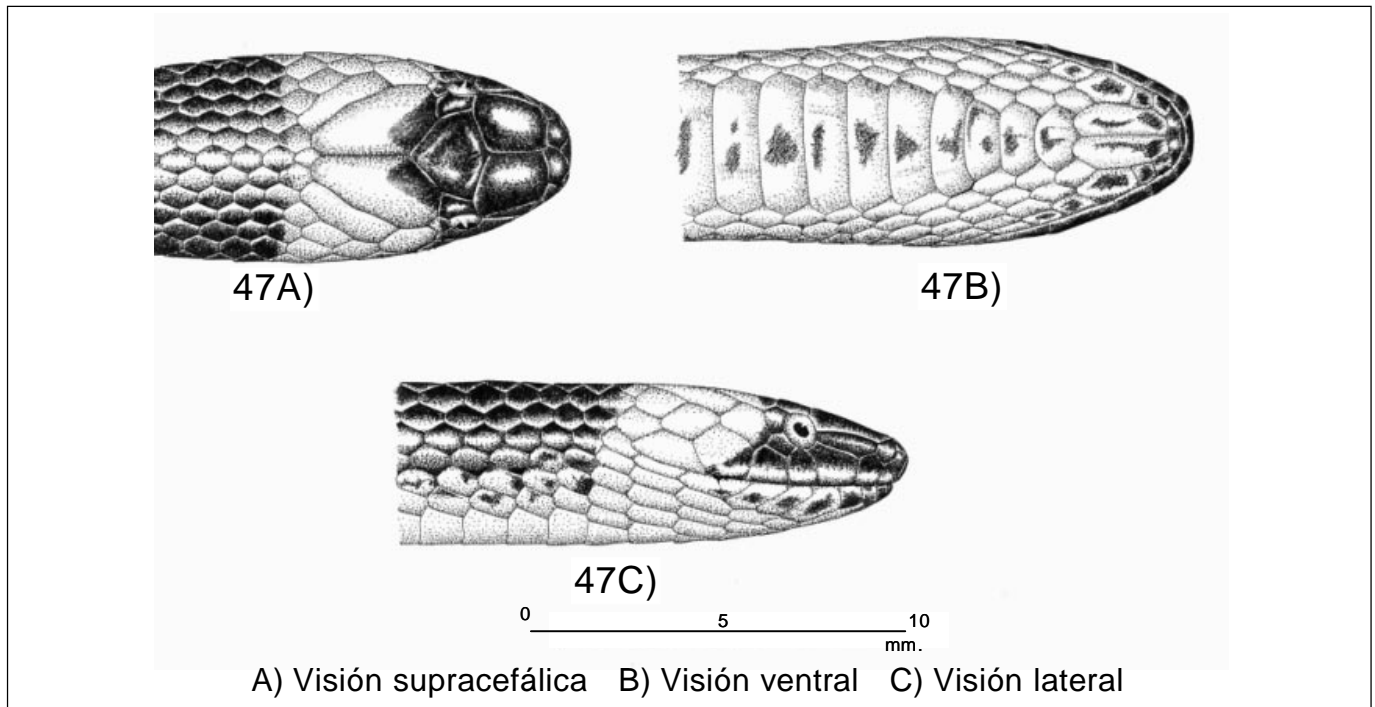 47A)
47B)
47C)
0 5 10
mm.
A) Visión supracefálica B) Visión ventral C) Visión lateral